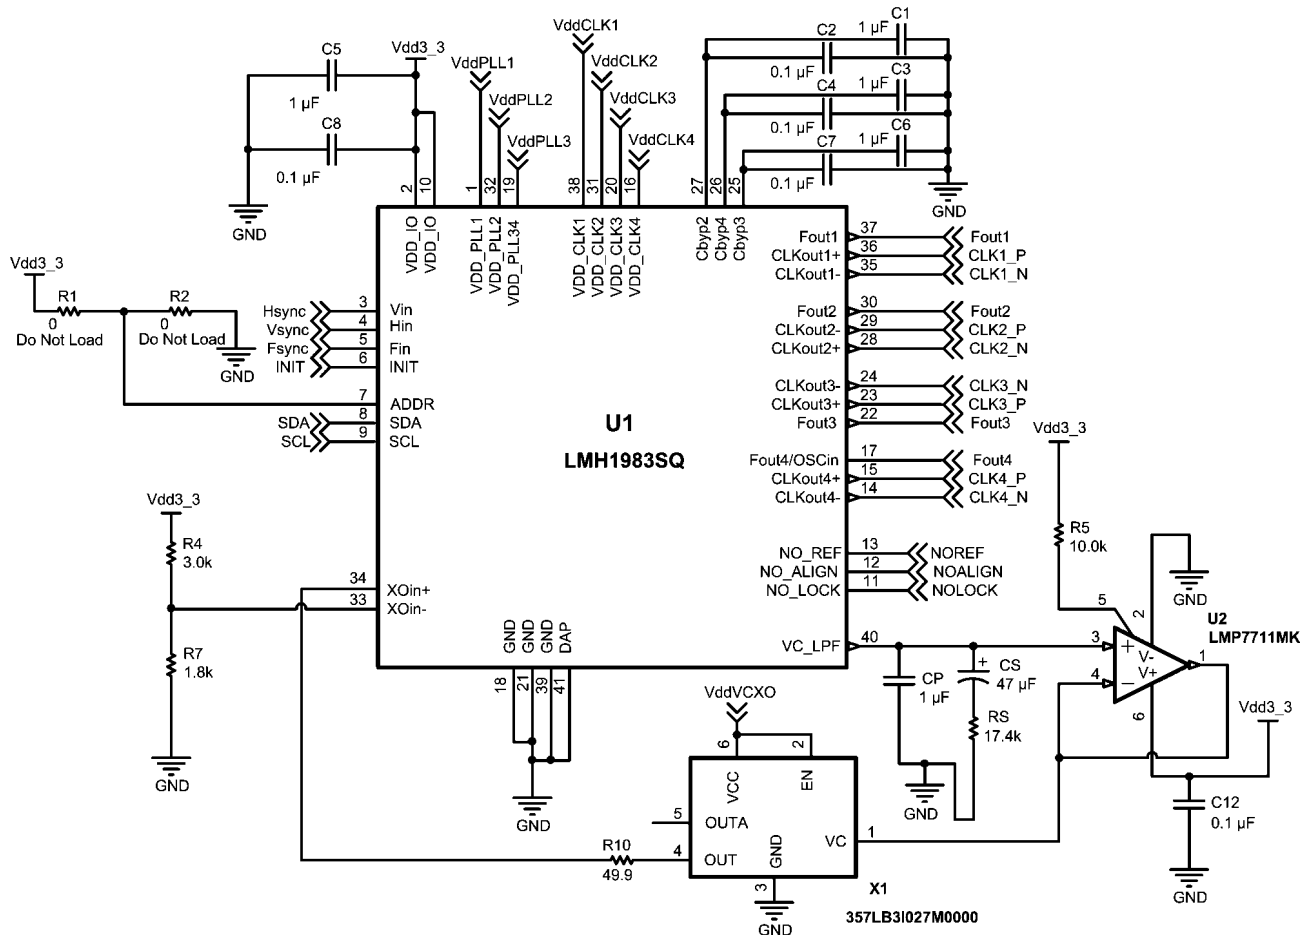 VddCLK1
C1
C5
Vdd3_3
C2
1 µF
VddPLL1
VddCLK2
0.1 µF
C3
1 µF
VddPLL2
VddCLK3
C4
1 µF
C8
0.1 µF
C6
VddPLL3
VddCLK4
C7
1 µF
0.1 µF
0.1 µF
2
10
1
32
19
38
31
20
16
27
26
25
GND
GND
VDD_IO
VDD_IO
VDD_PLL1
VDD_PLL2
VDD_PLL34
VDD_CLK1
VDD_CLK2
VDD_CLK3
VDD_CLK4
Cbyp2
Cbyp4
Cbyp3
Fout1 37 Fout1
CLKout1+ 36 CLK1_P
CLKout1- 35 CLK1_N
Vdd3_3
R1
R2
0
0
Do Not Load
Do Not Load
GND
Hsync 3 Vin
Vsync 4 Hin
Fsync 5 Fin
INIT 6 INIT
Fout2 30 Fout2
CLKout2- 29 CLK2_P
CLKout2+ 28 CLK2_N
7 ADDR
SDA 8 SDA
SCL 9 SCL
CLKout3- 24 CLK3_N
CLKout3+ 23 CLK3_P
Fout3 22 Fout3
U1
LMH1983SQ
Fout4/OSCin 17 Fout4
CLKout4+ 15 CLK4_P
CLKout4- 14 CLK4_N
Vdd3_3
Vdd3_3
R4
3.0k
R5
10.0k
NO_REF 13 NOREF
NO_ALIGN 12 NOALIGN
NO_LOCK 11 NOLOCK
34 XOin+
33 XOin-
GND
5
2
U2
LMP7711MK
R7
1.8k
GND
GND
GND
DAP
VC_LPF 40
3
+
V-
1
4
–
V+
6
18
21
39
41
CP
1 µF
+
CS
47 µF
RS
17.4k
VddVCXO
Vdd3_3
6
2
GND
VCC
EN
GND
GND
C12
0.1 µF
5 OUTA
VC 1
R10
4 OUT
GND
49.9
3
GND
X1
GND
357LB3I027M0000